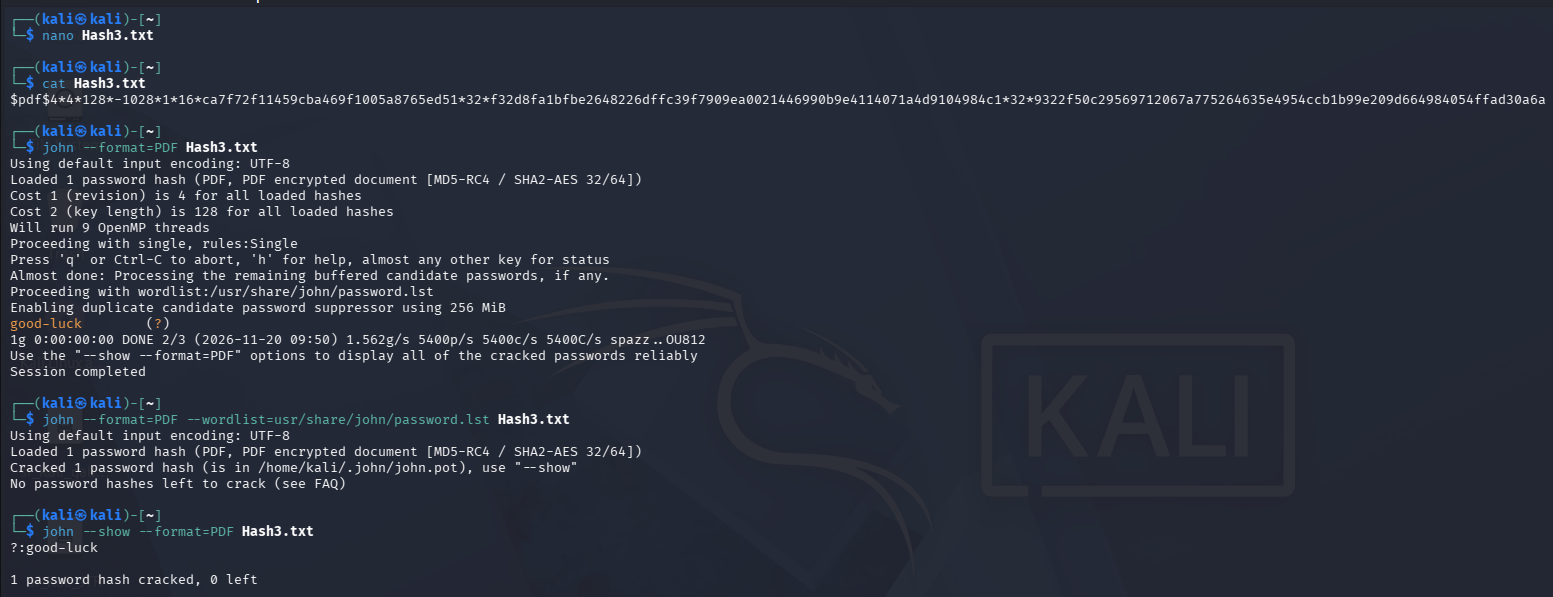 ┌──(kali㉿kali)-[~]
└─$ nano Hash3.txt
┌──(kali㉿kali)-[~]
└─$ cat Hash3.txt
$pdf$4*4*128*-1028*1*16*ca7f72f11459cba469f1005a8765ed51*32*f32d8fa1bfbe2648226dffc39f7909ea0021446990b9e4114071a4d9104984c1*32*9322f50c29569712067a775264635e4954ccb1b99e209d664984054ffad30a6a
┌──(kali㉿kali)-[~]
└─$ john --format=PDF Hash3.txt
Using default input encoding: UTF-8
Loaded 1 password hash (PDF, PDF encrypted document [MD5-RC4 / SHA2-AES 32/64])
Cost 1 (revision) is 4 for all loaded hashes
Cost 2 (key length) is 128 for all loaded hashes
Will run 9 OpenMP threads
Proceeding with single, rules:Single
Press 'q' or Ctrl-C to abort, 'h' for help, almost any other key for status
Almost done: Processing the remaining buffered candidate passwords, if any.
Proceeding with wordlist:/usr/share/john/password.lst
Enabling duplicate candidate password suppressor using 256 MiB
good-luck        (?)
1g 0:00:00:00 DONE 2/3 (2026-11-20 09:50) 1.562g/s 5400p/s 5400c/s 5400C/s spazz..OU812
Use the "--show --format=PDF" options to display all of the cracked passwords reliably
Session completed
┌──(kali㉿kali)-[~]
└─$ john --format=PDF --wordlist=usr/share/john/password.lst Hash3.txt
Using default input encoding: UTF-8
Loaded 1 password hash (PDF, PDF encrypted document [MD5-RC4 / SHA2-AES 32/64])
Cracked 1 password hash (is in /home/kali/.john/john.pot), use "--show"
No password hashes left to crack (see FAQ)
┌──(kali㉿kali)-[~]
└─$ john --show --format=PDF Hash3.txt
?:good-luck
1 password hash cracked, 0 left
KALI